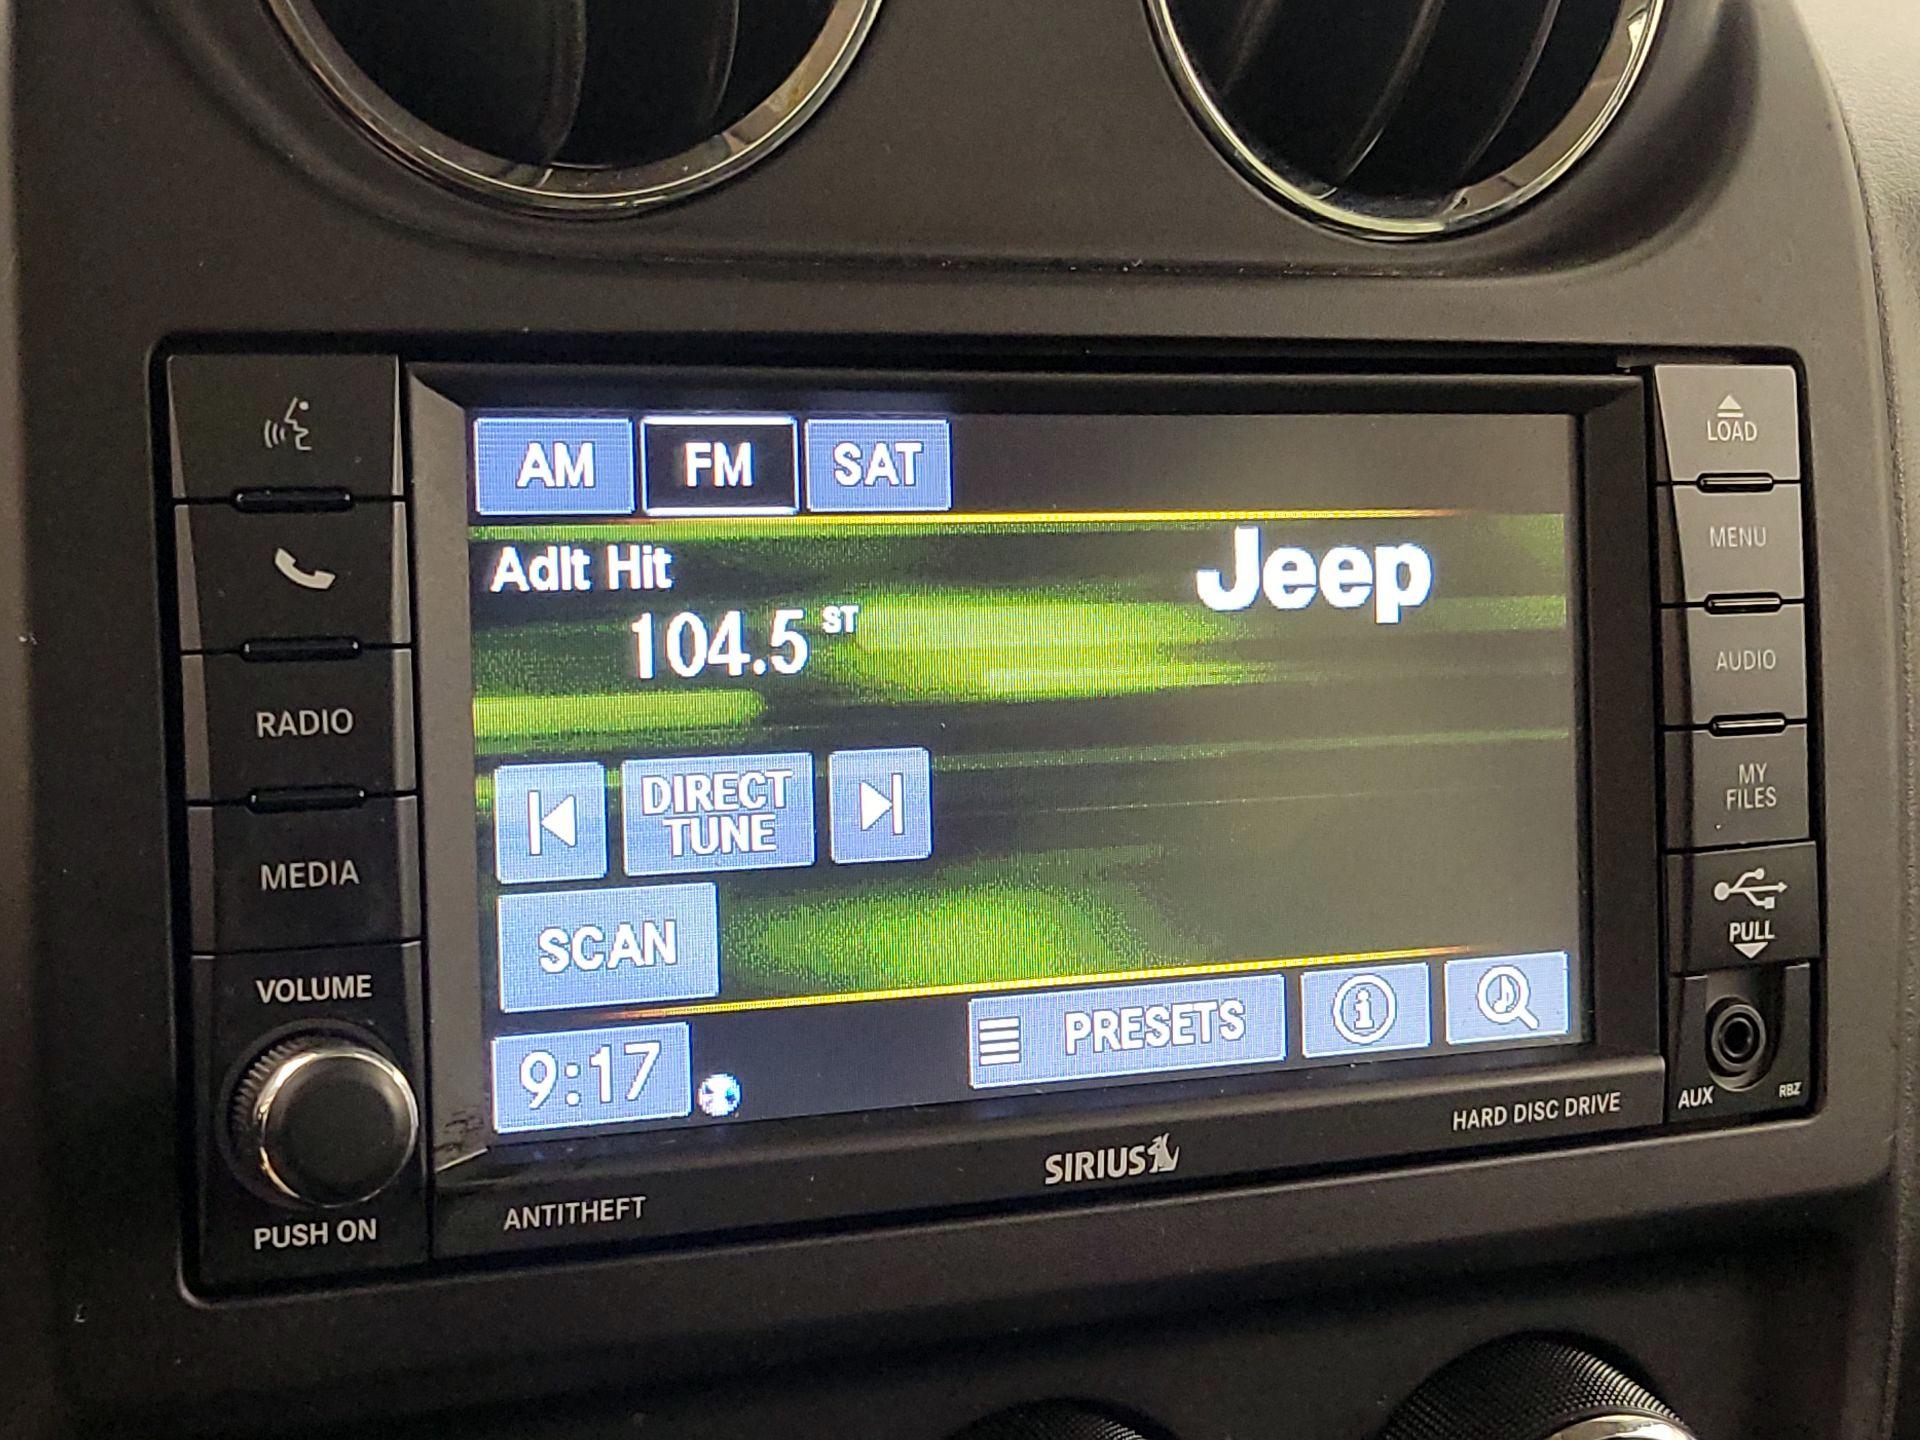 AM FM SAT
Adlt Hit
104.5 ST
Jeep
DIRECT
TUNE
SCAN
9:17
PRESETS
i
RADIO
MEDIA
VOLUME
PUSH ON
LOAD
MENU
AUDIO
MY
FILES
PULL
AUX
RBZ
ANTITHEFT
SIRIUS
HARD DISC DRIVE